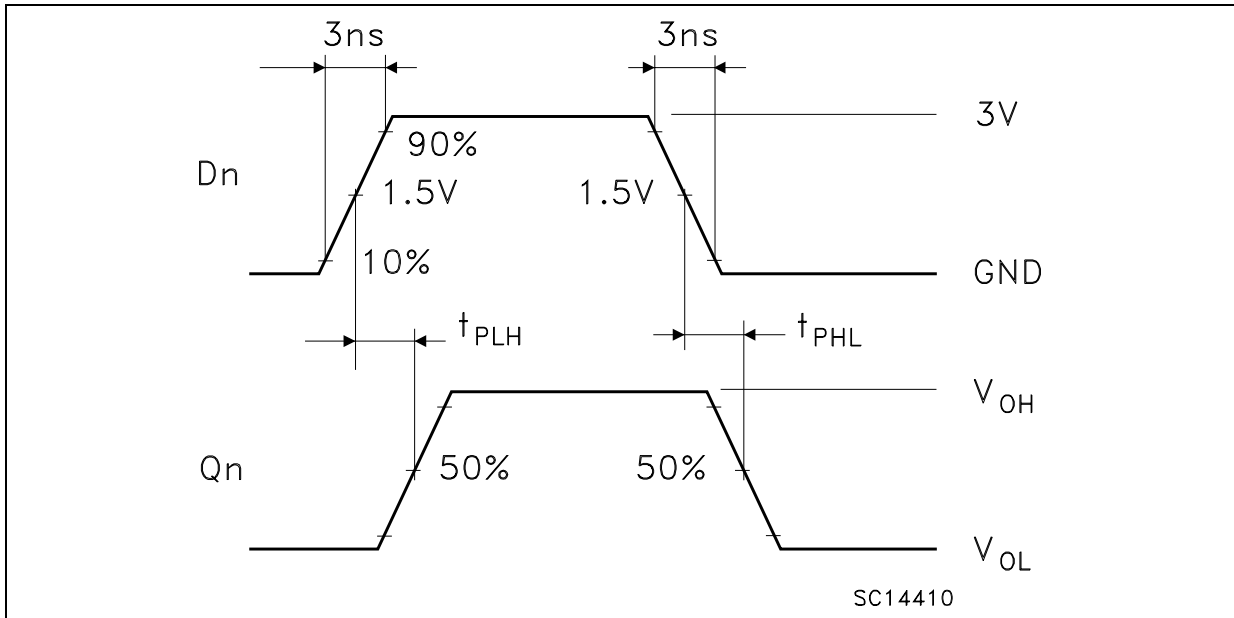 3ns 3ns
3V
90%
Dn
1.5V 1.5V
10%
GND
tPLH tPHL
VOH
50% 50%
Qn
VOL
SC14410